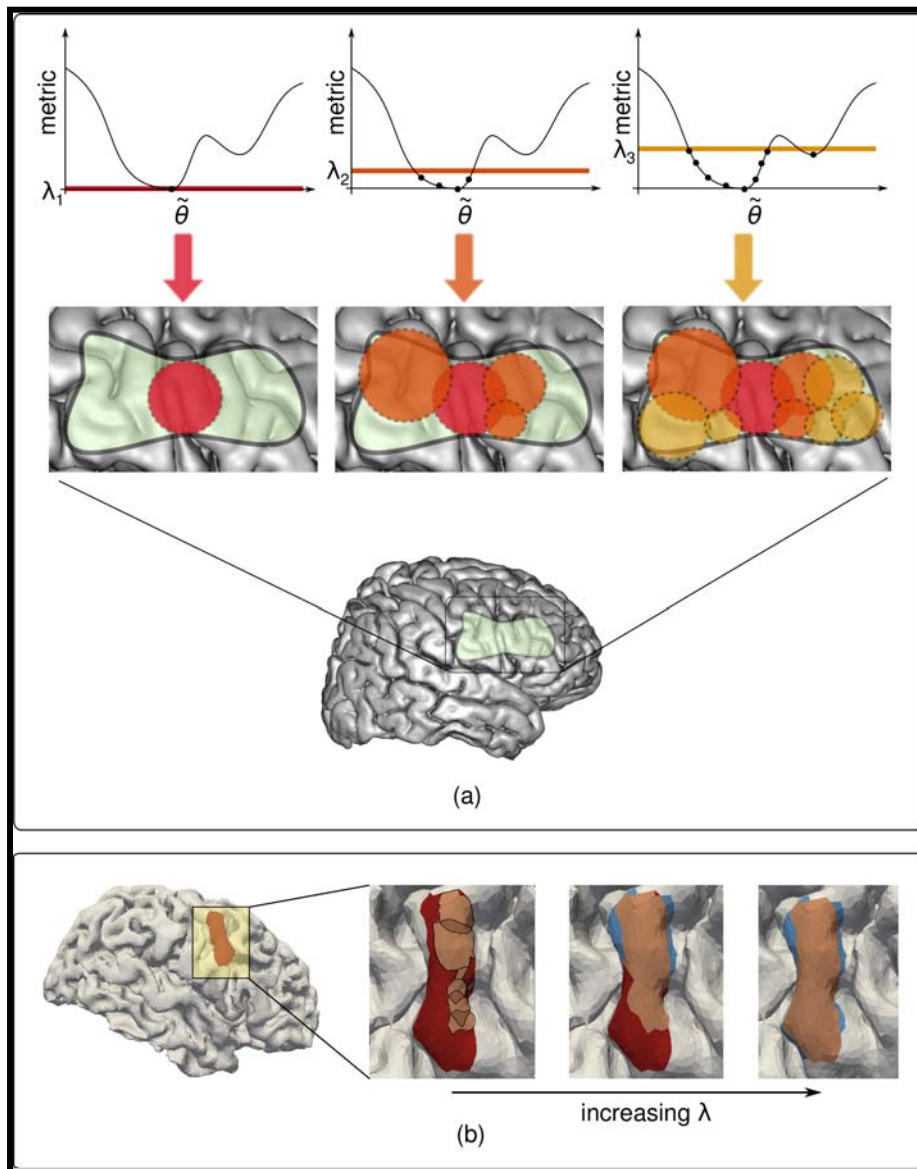 metric
metric
metric
λ1
λ2
λ3
θ̃
θ̃
θ̃
(a)
increasing λ
(b)